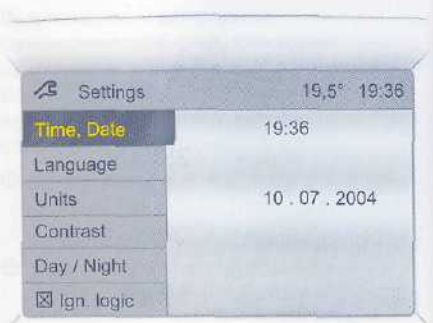 Settings 19,5° 19:36
Time, Date 19:36
Language
Units 10 . 07 . 2004
Contrast
Day / Night
☒ Ign. logic